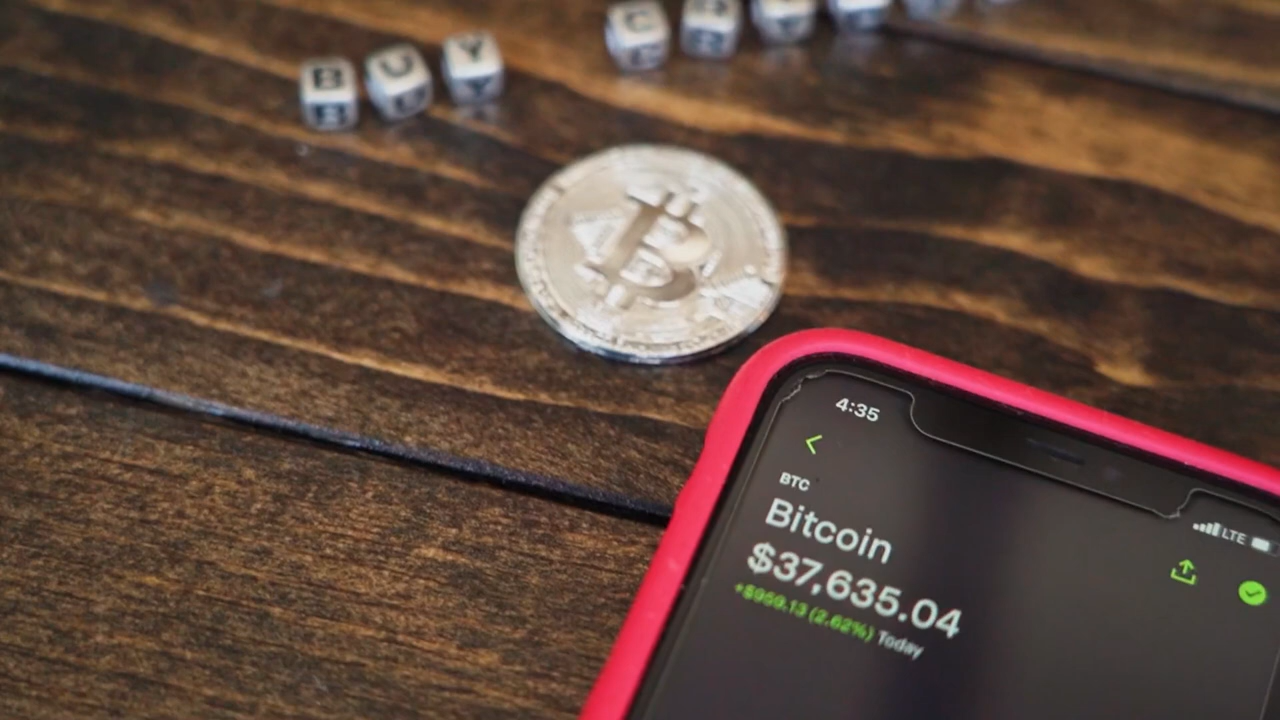 BUY
4:35
LTE
BTC
Bitcoin
$37,635.04
+$959.13 (2.62%) Today